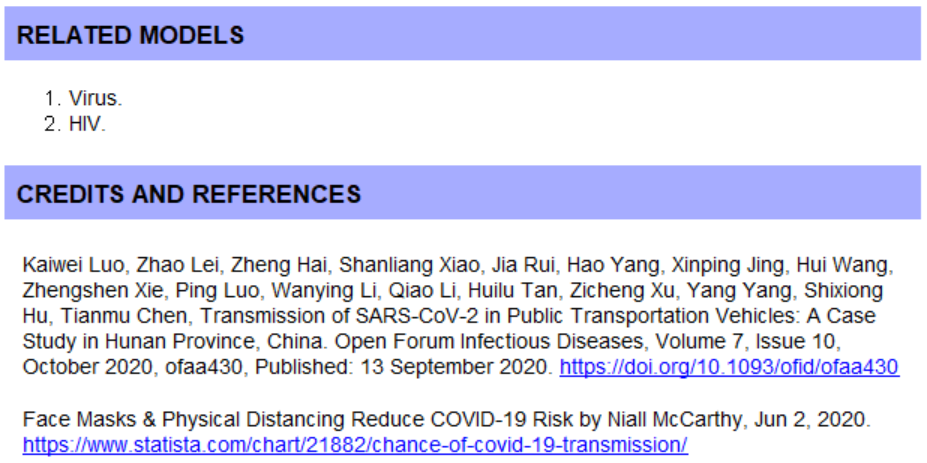 RELATED MODELS
1. Virus.
2. HIV.
CREDITS AND REFERENCES
Kaiwei Luo, Zhao Lei, Zheng Hai, Shanliang Xiao, Jia Rui, Hao Yang, Xinping Jing, Hui Wang,
Zhengshen Xie, Ping Luo, Wanying Li, Qiao Li, Huilu Tan, Zicheng Xu, Yang Yang, Shixiong
Hu, Tianmu Chen, Transmission of SARS-CoV-2 in Public Transportation Vehicles: A Case
Study in Hunan Province, China. Open Forum Infectious Diseases, Volume 7, Issue 10,
October 2020, ofaa430, Published: 13 September 2020. https://doi.org/10.1093/ofid/ofaa430
Face Masks & Physical Distancing Reduce COVID-19 Risk by Niall McCarthy, Jun 2, 2020.
https://www.statista.com/chart/21882/chance-of-covid-19-transmission/